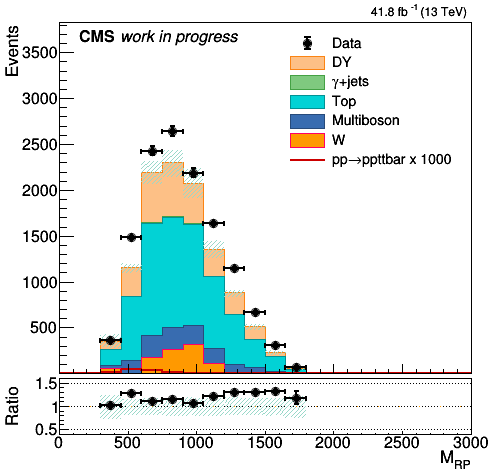 41.8 fb⁻¹ (13 TeV)
CMS work in progress
Events
3500
3000
2500
2000
1500
1000
500
Data
DY
γ+jets
Top
Multiboson
W
pp→ppttbar x 1000
Ratio
1.5
1
0.5
0 500 1000 1500 2000 2500 3000
M_RP